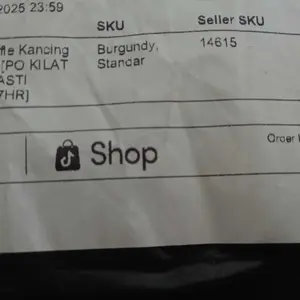 2025 23:59
SKU Seller SKU
ffle Kancing Burgundy, 14615
[PO KILAT Standar
ASTI
7HR]
Shop
Order I